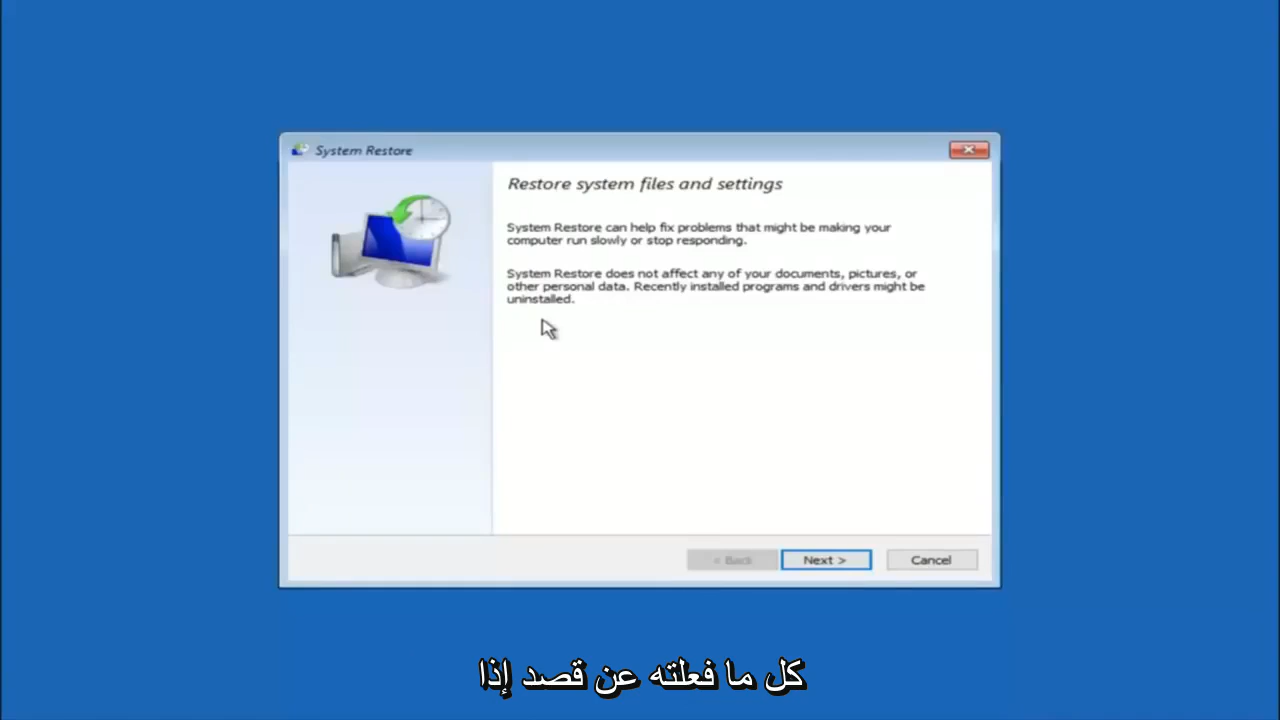 System Restore
Restore system files and settings
System Restore can help fix problems that might be making your
computer run slowly or stop responding.
System Restore does not affect any of your documents, pictures, or
other personal data. Recently installed programs and drivers might be
uninstalled.
< Back
Next >
Cancel
كل ما فعلته عن قصد إذا